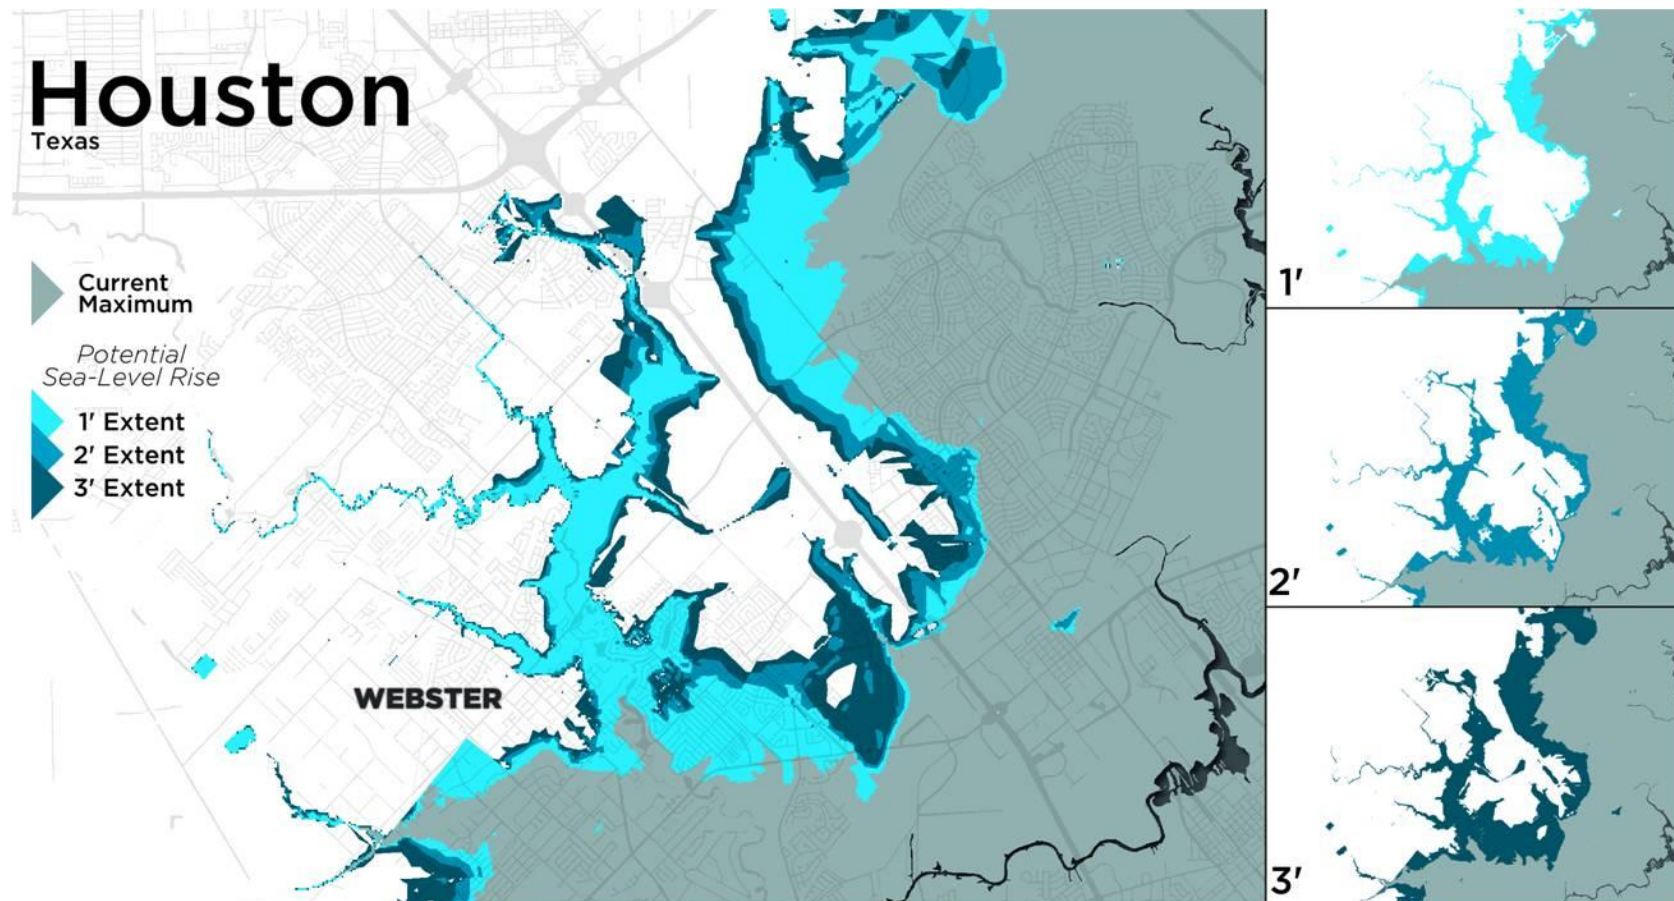 Houston
Texas
Current
Maximum
Potential
Sea-Level Rise
1' Extent
2' Extent
3' Extent
WEBSTER
1'
2'
3'